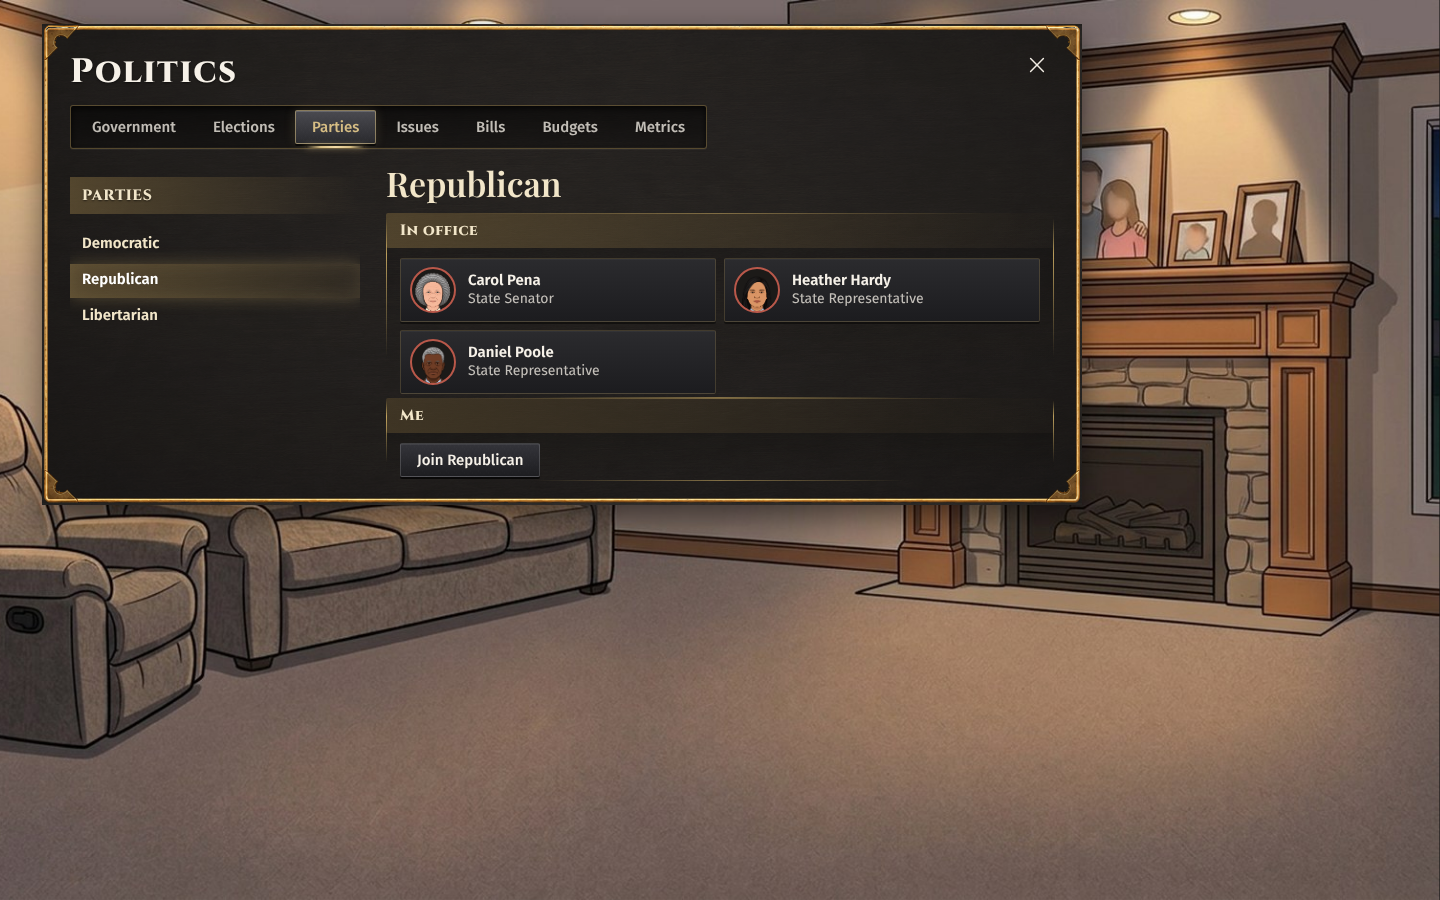 Politics
Government Elections Parties Issues Bills Budgets Metrics
PARTIES
Democratic
Republican
Libertarian
Republican
In office
Carol Pena
State Senator
Heather Hardy
State Representative
Daniel Poole
State Representative
Me
Join Republican